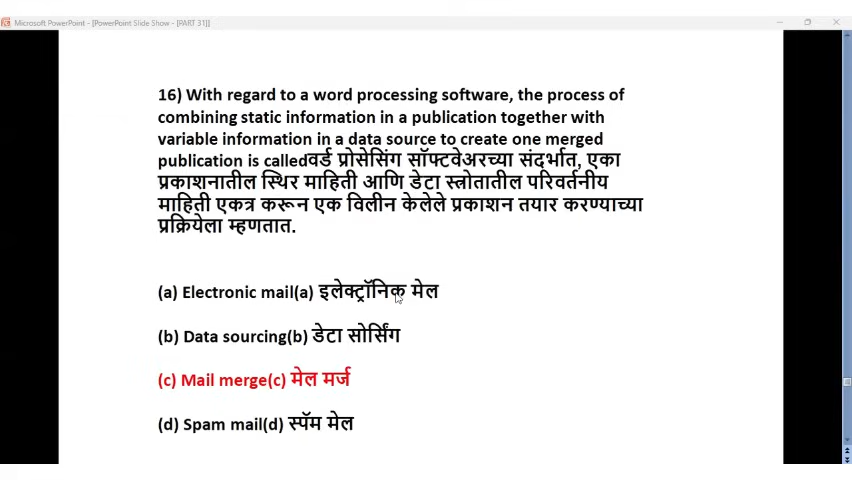 Microsoft PowerPoint - [PowerPoint Slide Show - [PART 31]]
16) With regard to a word processing software, the process of
combining static information in a publication together with
variable information in a data source to create one merged
publication is calledवर्ड प्रोसेसिंग सॉफ्टवेअरच्या संदर्भात, एका
प्रकाशनातील स्थिर माहिती आणि डेटा स्त्रोतातील परिवर्तनीय
माहिती एकत्र करून एक विलीन केलेले प्रकाशन तयार करण्याच्या
प्रक्रियेला म्हणतात.
(a) Electronic mail(a) इलेक्ट्रॉनिक मेल
(b) Data sourcing(b) डेटा सोर्सिंग
(c) Mail merge(c) मेल मर्ज
(d) Spam mail(d) स्पॅम मेल